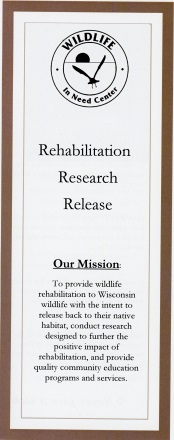 WILDLIFE
In Need Center
Rehabilitation
Research
Release
Our Mission:
To provide wildlife
rehabilitation to Wisconsin
wildlife with the intent to
release back to their native
habitat, conduct research
designed to further the
positive impact of
rehabilitation, and provide
quality community education
programs and services.